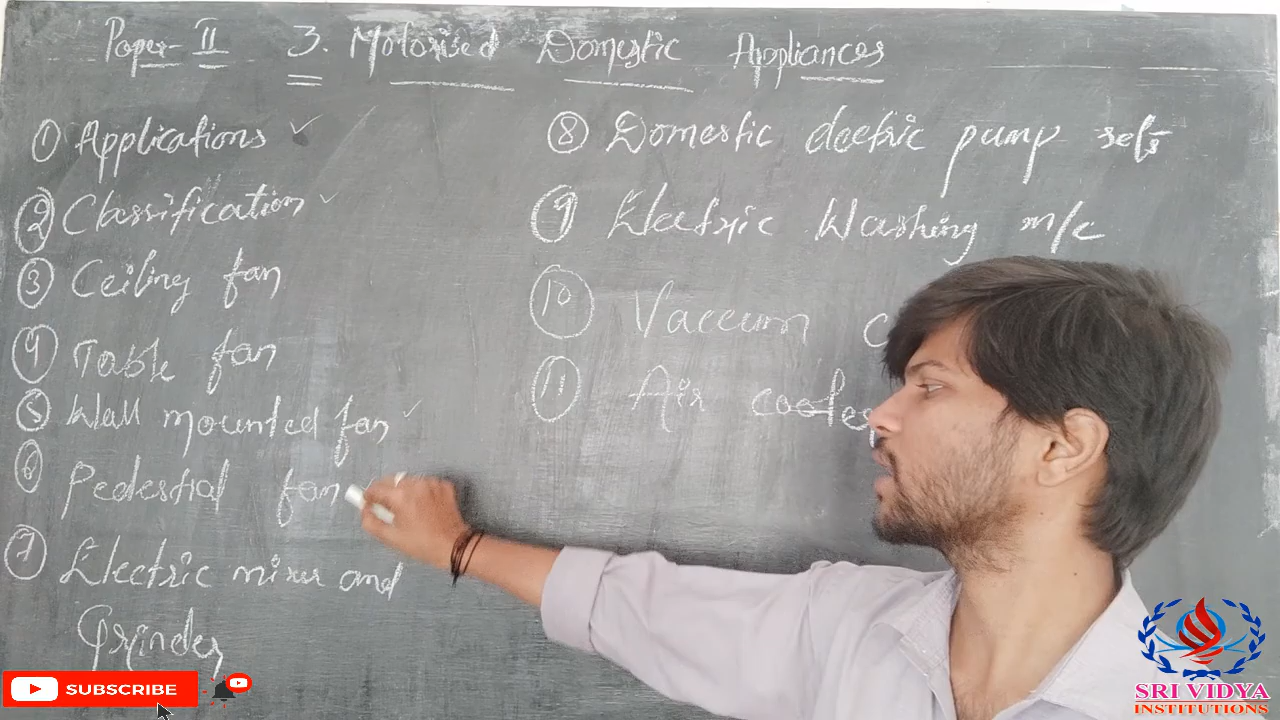 Paper-II 3. Motorised Domestic Appliances
① Applications ✓
② Classification ✓
③ Ceiling fan
④ Table fan
⑤ Wall mounted fan ✓
⑥ Pedestial fan
⑦ Electric mixer and
Grinder
⑧ Domestic electric pump sets
⑨ Electric Washing m/c
⑩ Vaccum C
⑪ Air cooler
SUBSCRIBE
SRI VIDYA
INSTITUTIONS